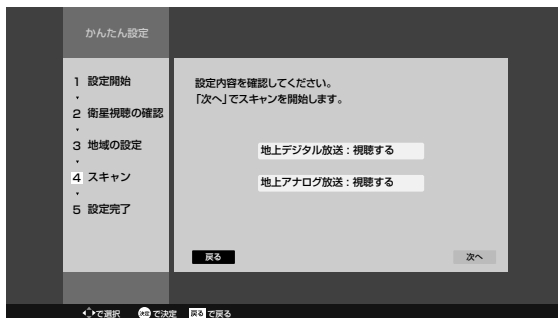 かんたん設定
1 設定開始
2 衛星視聴の確認
3 地域の設定
4 スキャン
5 設定完了
設定内容を確認してください。
「次へ」でスキャンを開始します。
地上デジタル放送：視聴する
地上アナログ放送：視聴する
戻る
次へ
で選択 決定 で決定 戻る で戻る